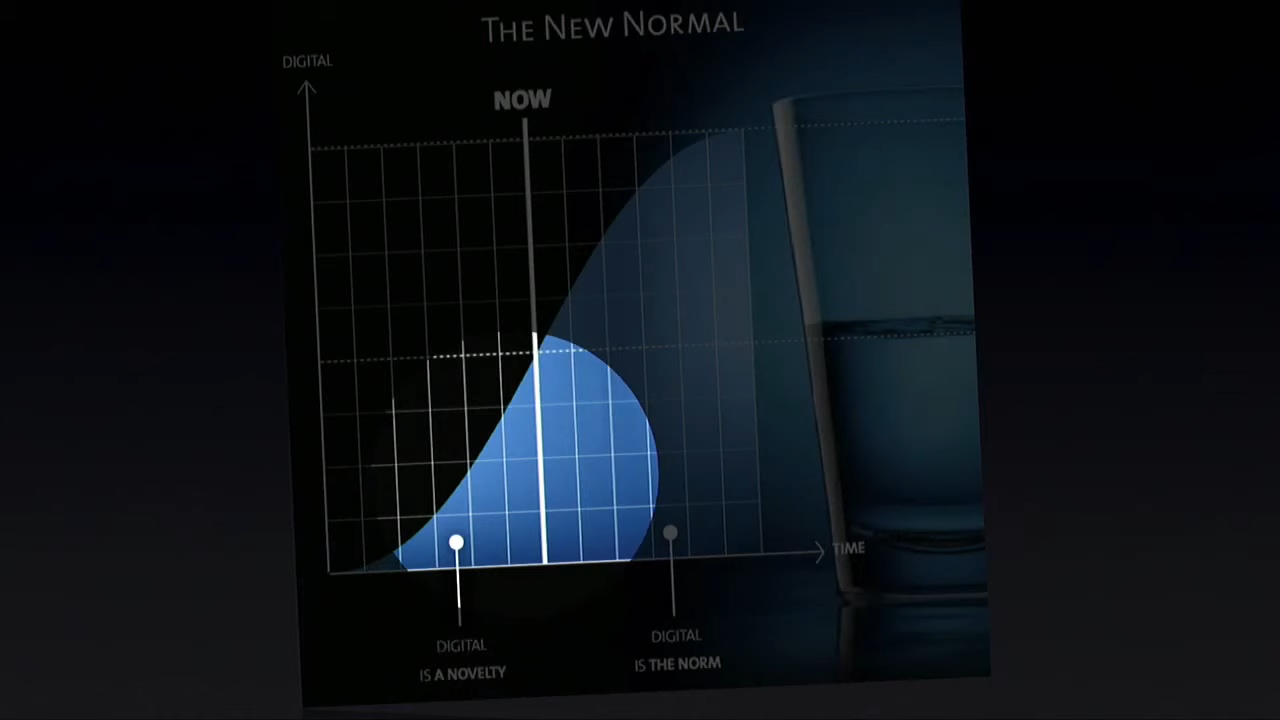 THE NEW NORMAL
DIGITAL
NOW
TIME
DIGITAL
IS A NOVELTY
DIGITAL
IS THE NORM